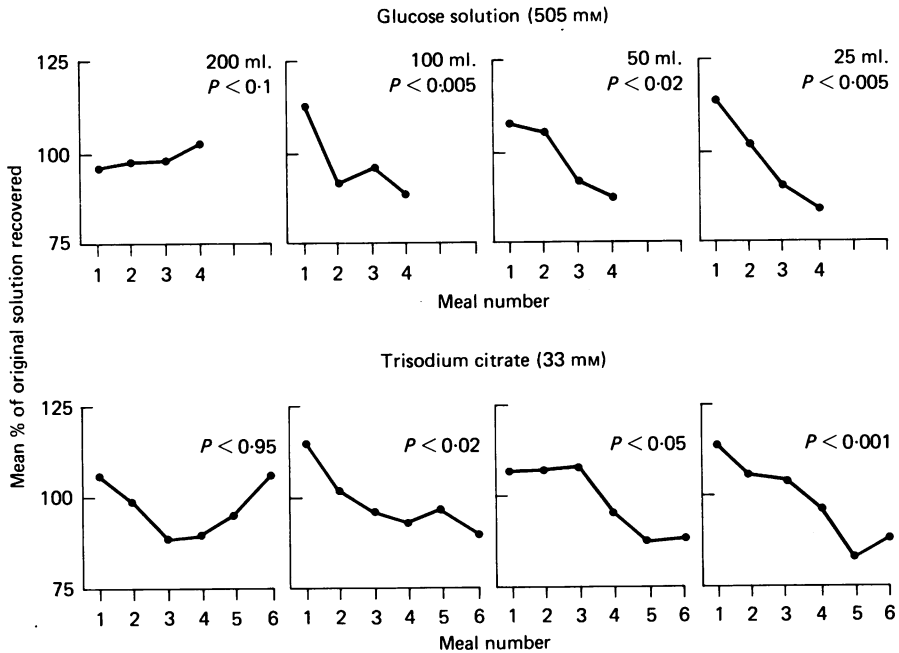 Glucose solution (505 mM)
Mean % of original solution recovered
125
100
75
200 ml.
P < 0·1
1 2 3 4
100 ml.
P < 0·005
1 2 3 4
50 ml.
P < 0·02
1 2 3 4
25 ml.
P < 0·005
1 2 3 4
Meal number
Trisodium citrate (33 mM)
125
100
75
P < 0·95
1 2 3 4 5 6
P < 0·02
1 2 3 4 5 6
P < 0·05
1 2 3 4 5 6
P < 0·001
1 2 3 4 5 6
Meal number